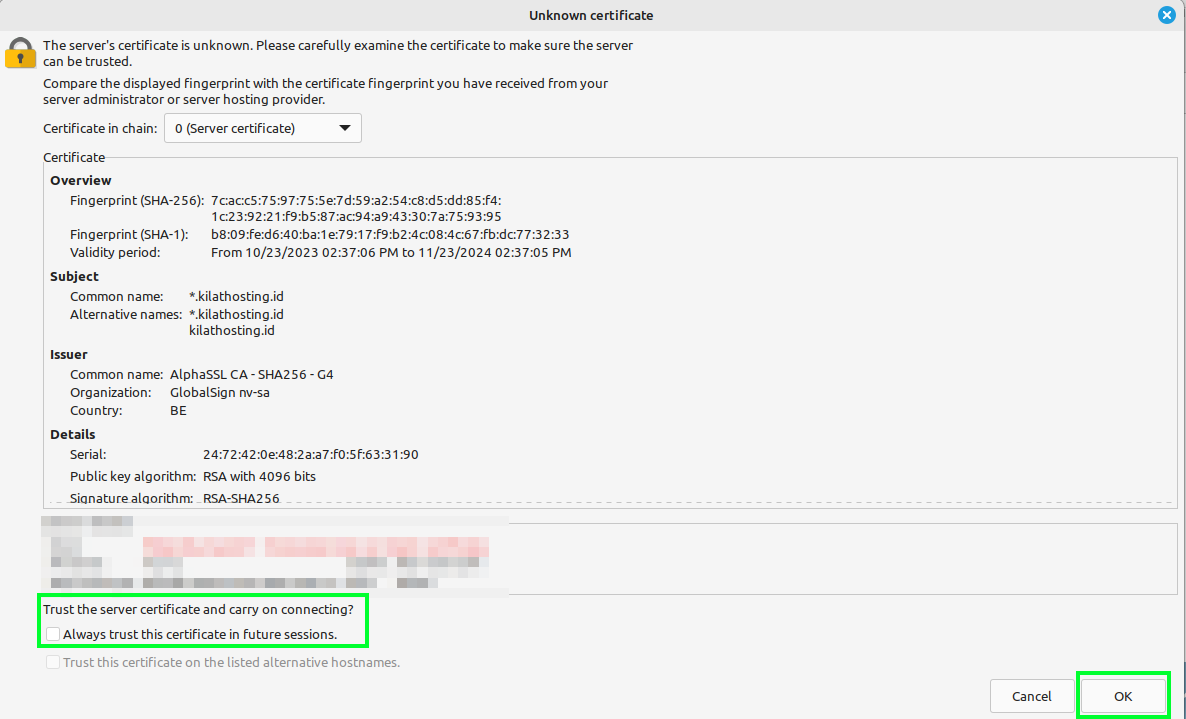 Unknown certificate
The server's certificate is unknown. Please carefully examine the certificate to make sure the server
can be trusted.
Compare the displayed fingerprint with the certificate fingerprint you have received from your
server administrator or server hosting provider.
Certificate in chain: 0 (Server certificate)
Certificate
Overview
Fingerprint (SHA-256): 7c:ac:c5:75:97:75:5e:7d:59:a2:54:c8:d5:dd:85:f4:
1c:23:92:21:f9:b5:87:ac:94:a9:43:30:7a:75:93:95
Fingerprint (SHA-1): b8:09:fe:d6:40:ba:1e:79:17:f9:b2:4c:08:4c:67:fb:dc:77:32:33
Validity period: From 10/23/2023 02:37:06 PM to 11/23/2024 02:37:05 PM
Subject
Common name: *.kilathosting.id
Alternative names: *.kilathosting.id
kilathosting.id
Issuer
Common name: AlphaSSL CA - SHA256 - G4
Organization: GlobalSign nv-sa
Country: BE
Details
Serial: 24:72:42:0e:48:2a:a7:f0:5f:63:31:90
Public key algorithm: RSA with 4096 bits
Signature algorithm: RSA-SHA256
Trust the server certificate and carry on connecting?
Always trust this certificate in future sessions.
Trust this certificate on the listed alternative hostnames.
Cancel OK